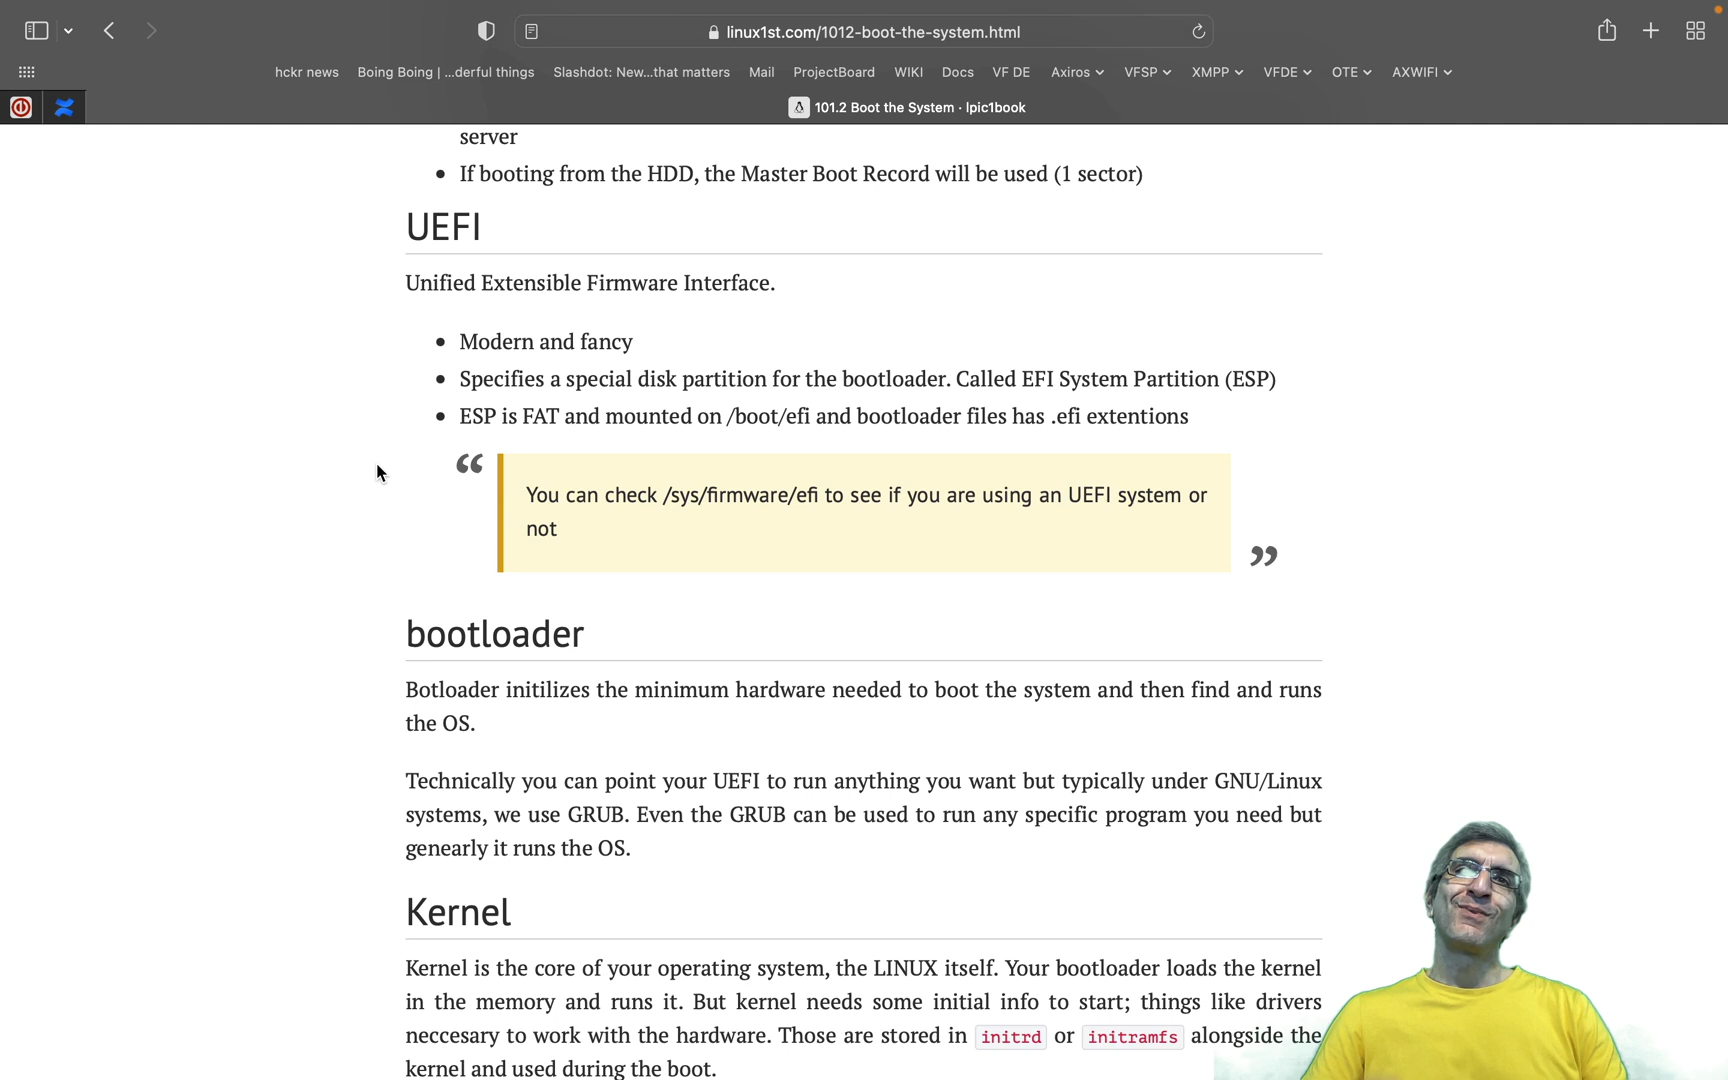 linux1st.com/1012-boot-the-system.html
hckr news Boing Boing | ...derful things Slashdot: New...that matters Mail ProjectBoard WIKI Docs VF DE Axiros VFSP XMPP VFDE OTE AXWIFI
101.2 Boot the System · lpic1book
server
• If booting from the HDD, the Master Boot Record will be used (1 sector)
UEFI
Unified Extensible Firmware Interface.
• Modern and fancy
• Specifies a special disk partition for the bootloader. Called EFI System Partition (ESP)
• ESP is FAT and mounted on /boot/efi and bootloader files has .efi extentions
“ You can check /sys/firmware/efi to see if you are using an UEFI system or
not ”
bootloader
Botloader initilizes the minimum hardware needed to boot the system and then find and runs
the OS.
Technically you can point your UEFI to run anything you want but typically under GNU/Linux
systems, we use GRUB. Even the GRUB can be used to run any specific program you need but
genearly it runs the OS.
Kernel
Kernel is the core of your operating system, the LINUX itself. Your bootloader loads the kernel
in the memory and runs it. But kernel needs some initial info to start; things like drivers
neccesary to work with the hardware. Those are stored in initrd or initramfs alongside the
kernel and used during the boot.